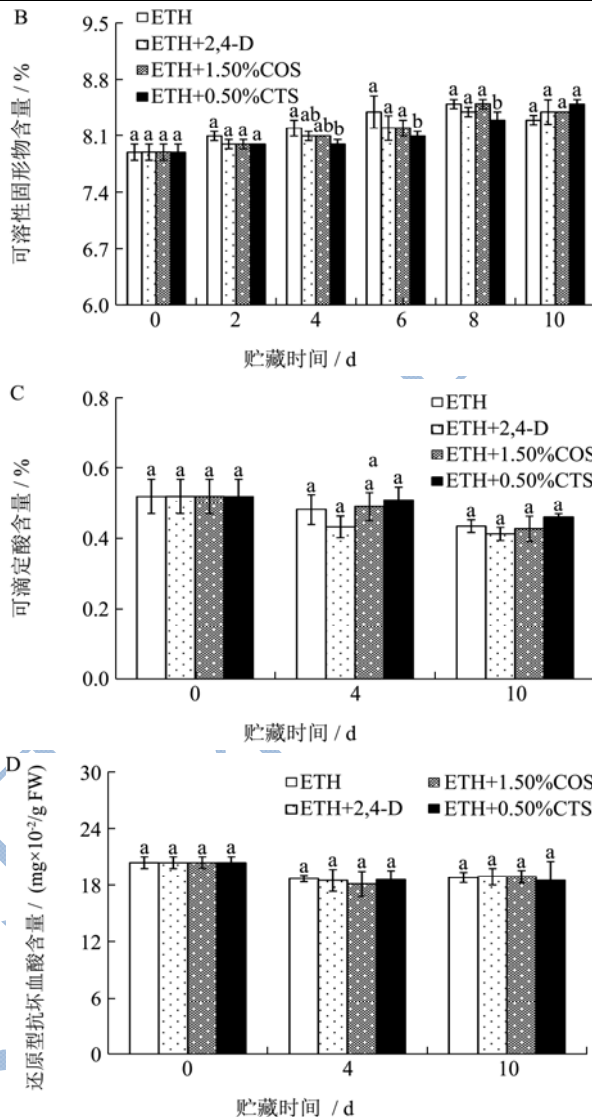 B
9.5
8.8
8.1
7.4
6.7
6.0
可溶性固形物含量 / %
ETH
ETH+2,4-D
ETH+1.50%COS
ETH+0.50%CTS
a a a a
a a a a
a ab ab b
a a a b
a a a b
a a a a
0 2 4 6 8 10
贮藏时间 / d
C
0.8
0.6
0.4
0.2
0.0
可滴定酸含量 / %
ETH
ETH+2,4-D
ETH+1.50%COS
ETH+0.50%CTS
a a a a
a
a a a a
a a a a
0 4 10
贮藏时间 / d
D
30
24
18
12
6
0
还原型抗坏血酸含量 / (mg×10⁻²/g FW)
ETH ETH+1.50%COS
ETH+2,4-D ETH+0.50%CTS
a a a a
a a a a
a a a a
0 4 10
贮藏时间 / d